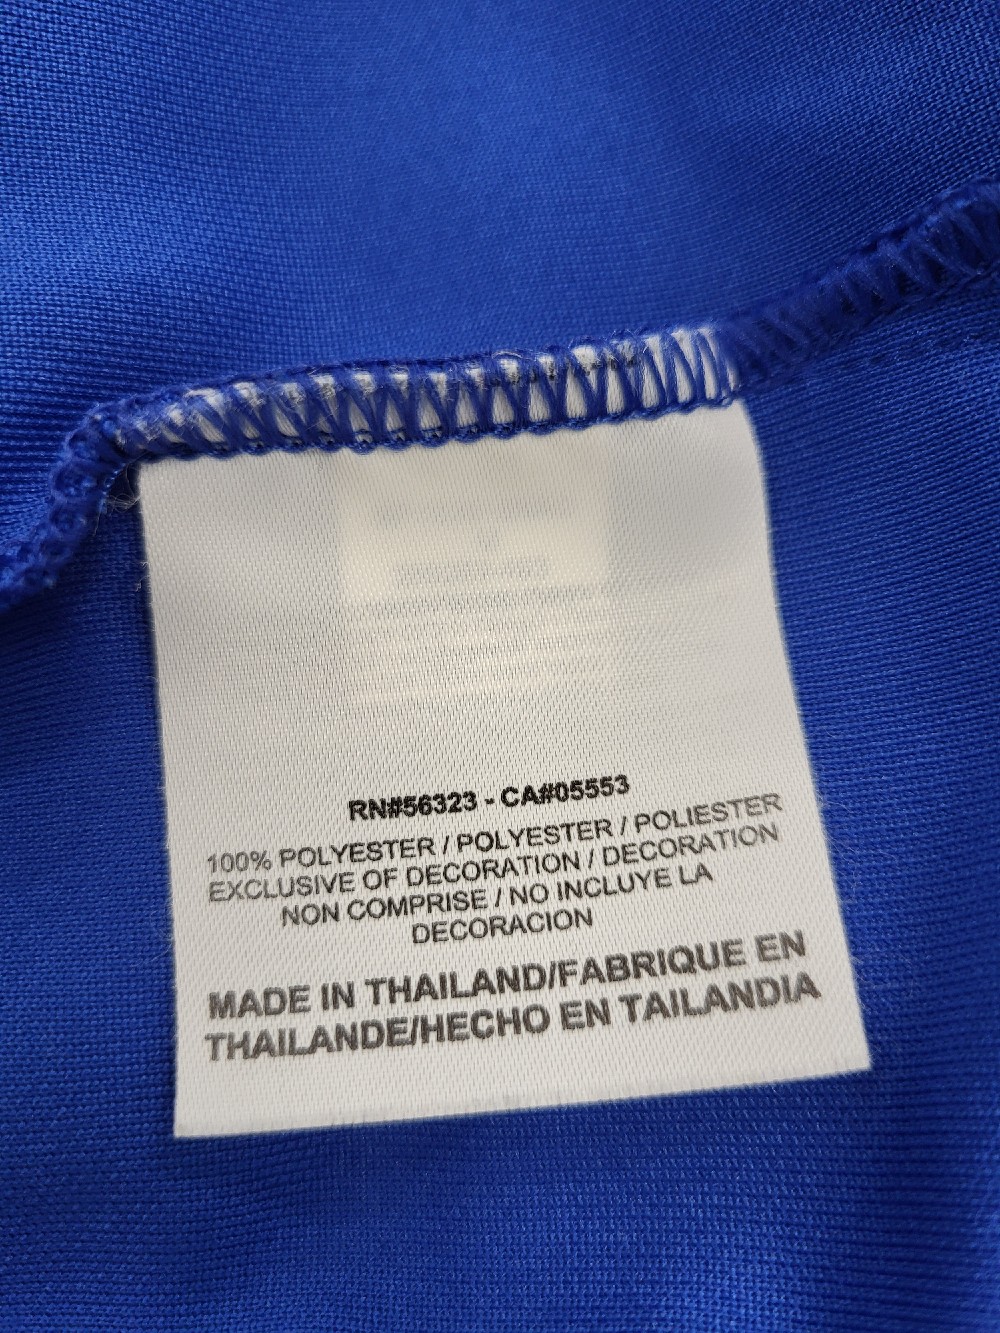 RN#56323 - CA#05553
100% POLYESTER / POLYESTER / POLIESTER
EXCLUSIVE OF DECORATION / DECORATION
NON COMPRISE / NO INCLUYE LA
DECORACION
MADE IN THAILAND/FABRIQUE EN
THAILANDE/HECHO EN TAILANDIA